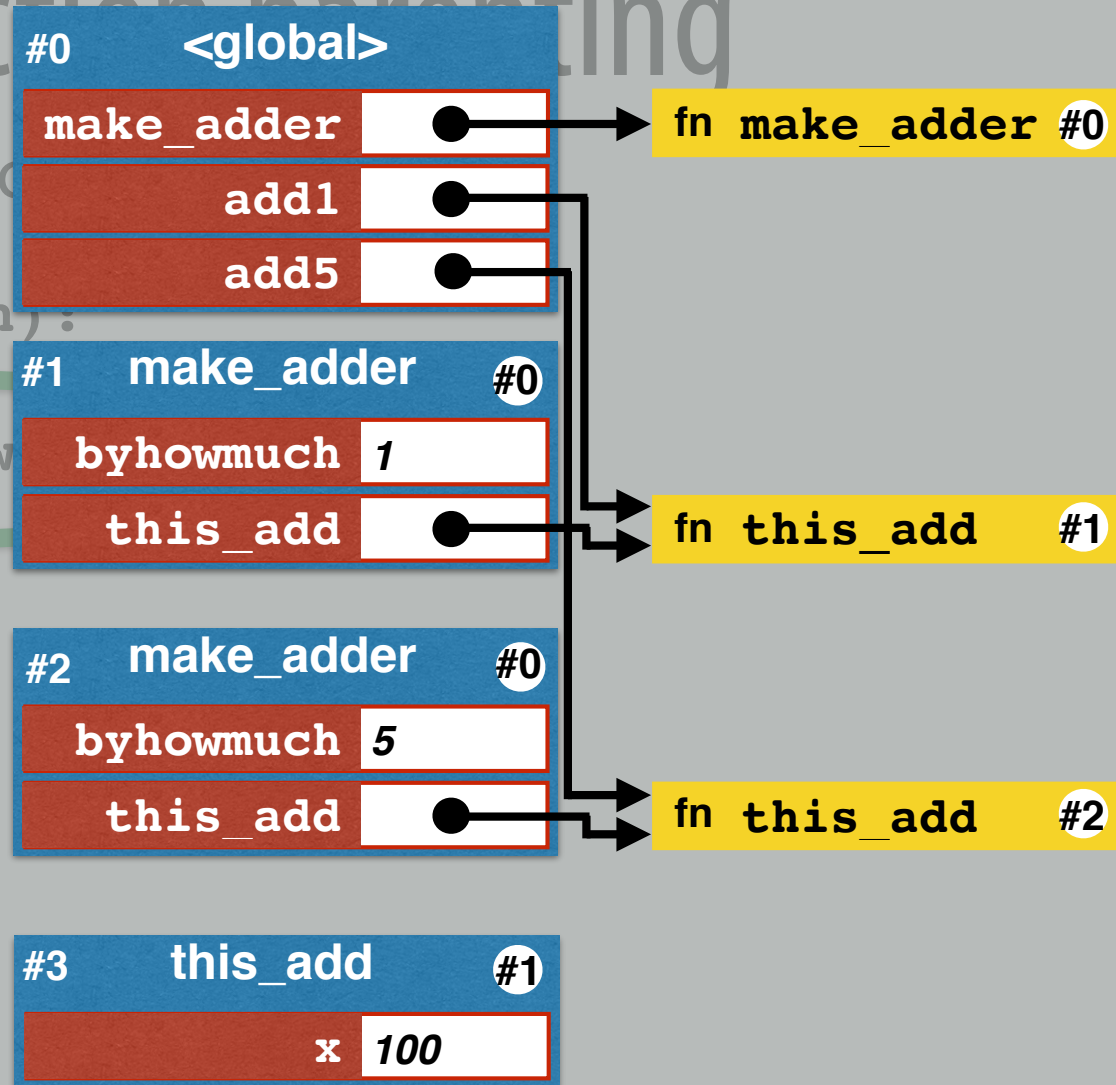 #0 <global>
make_adder
fn make_adder #0
add1
add5
#1 make_adder #0
byhowmuch 1
this_add
fn this_add #1
#2 make_adder #0
byhowmuch 5
this_add
fn this_add #2
#3 this_add #1
x 100